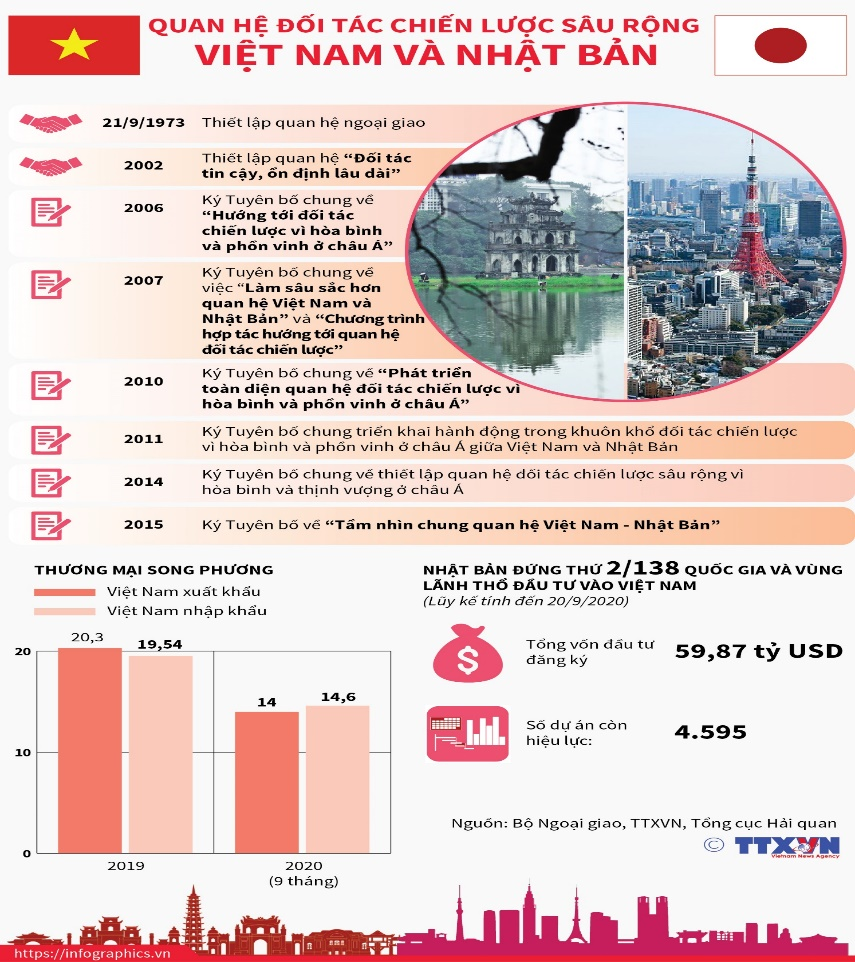 QUAN HỆ ĐỐI TÁC CHIẾN LƯỢC SÂU RỘNG
VIỆT NAM VÀ NHẬT BẢN
21/9/1973 Thiết lập quan hệ ngoại giao
2002 Thiết lập quan hệ “Đối tác
tin cậy, ổn định lâu dài”
2006 Ký Tuyên bố chung về
“Hướng tới đối tác
chiến lược vì hòa bình
và phồn vinh ở châu Á”
2007 Ký Tuyên bố chung về
việc “Làm sâu sắc hơn
quan hệ Việt Nam và
Nhật Bản” và “Chương trình
hợp tác hướng tới quan hệ
đối tác chiến lược”
2010 Ký Tuyên bố chung về “Phát triển
toàn diện quan hệ đối tác chiến lược vì
hòa bình và phồn vinh ở châu Á”
2011 Ký Tuyên bố chung triển khai hành động trong khuôn khổ đối tác chiến lược
vì hòa bình và phồn vinh ở châu Á giữa Việt Nam và Nhật Bản
2014 Ký Tuyên bố chung về thiết lập quan hệ đối tác chiến lược sâu rộng vì
hòa bình và thịnh vượng ở châu Á
2015 Ký Tuyên bố về “Tầm nhìn chung quan hệ Việt Nam - Nhật Bản”
THƯƠNG MẠI SONG PHƯƠNG
Việt Nam xuất khẩu
Việt Nam nhập khẩu
20,3
19,54
14
14,6
20
10
0
2019
2020
(9 tháng)
NHẬT BẢN ĐỨNG THỨ 2/138 QUỐC GIA VÀ VÙNG
LÃNH THỔ ĐẦU TƯ VÀO VIỆT NAM
(Lũy kế tính đến 20/9/2020)
Tổng vốn đầu tư
đăng ký
59,87 tỷ USD
Số dự án còn
hiệu lực:
4.595
Nguồn: Bộ Ngoại giao, TTXVN, Tổng cục Hải quan
© TTXVN
Vietnam News Agency
https://infographics.vn